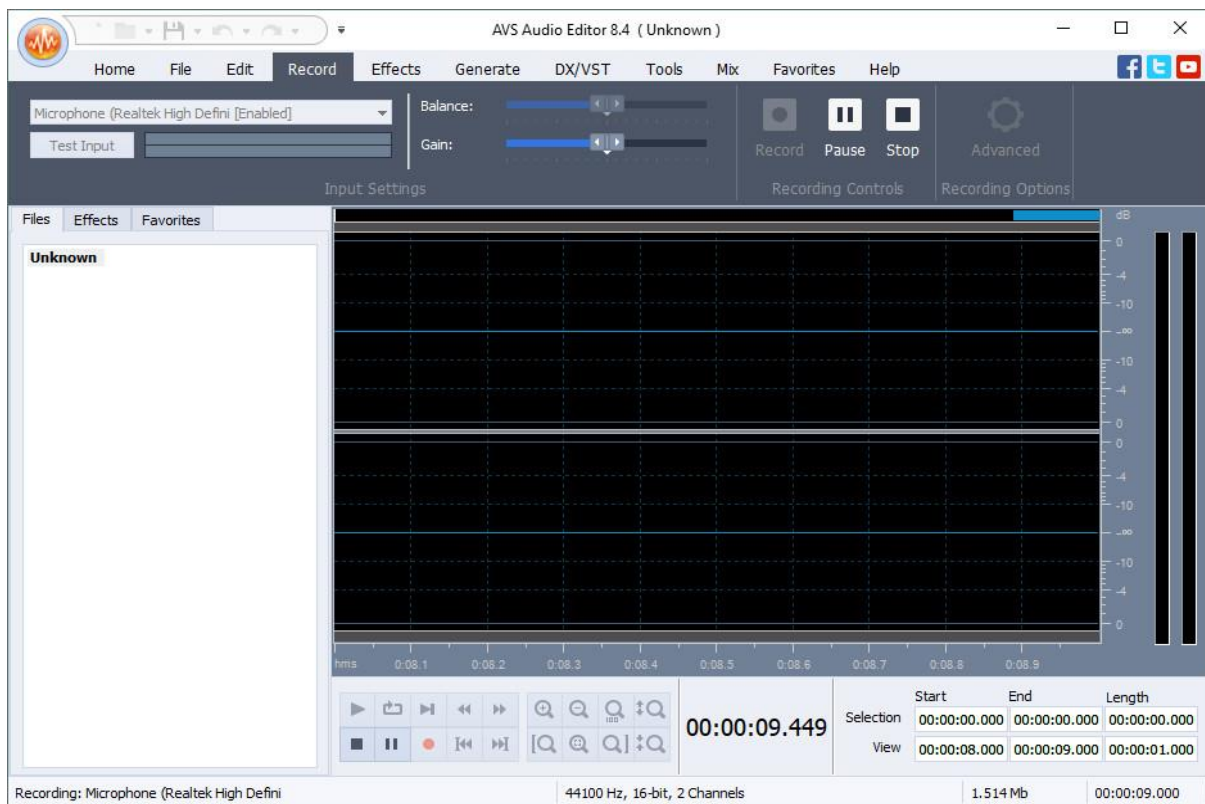 AVS Audio Editor 8.4 ( Unknown )
Home File Edit Record Effects Generate DX/VST Tools Mix Favorites Help
Microphone (Realtek High Defini [Enabled]
Test Input
Balance:
Gain:
Input Settings
Record Pause Stop
Recording Controls
Advanced
Recording Options
Files Effects Favorites
Unknown
dB
0
-4
-10
-∞
-10
-4
0
0
-4
-10
-∞
-10
-4
0
hms 0:08.1 0:08.2 0:08.3 0:08.4 0:08.5 0:08.6 0:08.7 0:08.8 0:08.9
100
00:00:09.449
Start End Length
Selection 00:00:00.000 00:00:00.000 00:00:00.000
View 00:00:08.000 00:00:09.000 00:00:01.000
Recording: Microphone (Realtek High Defini
44100 Hz, 16-bit, 2 Channels
1.514 Mb
00:00:09.000